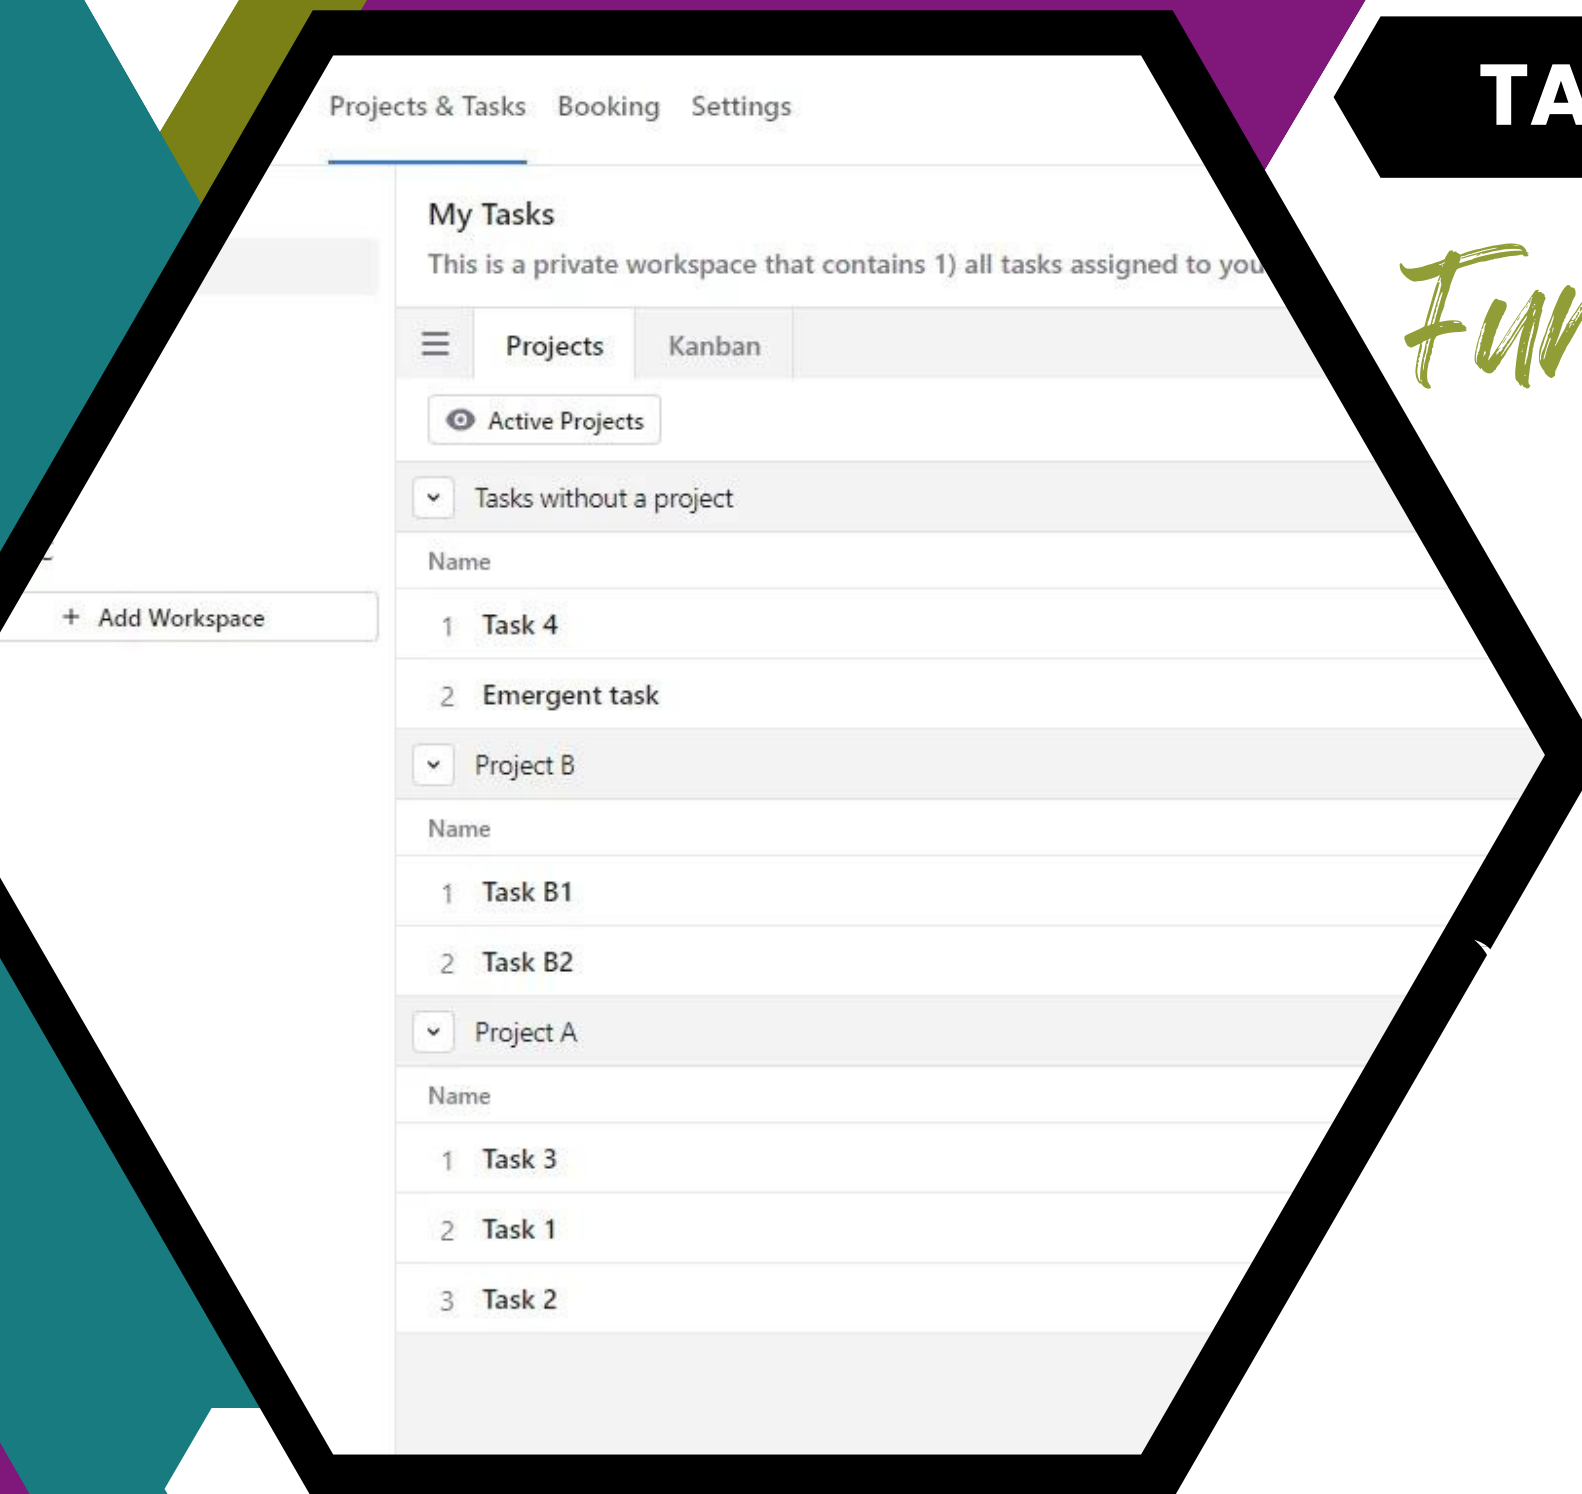 Projects & Tasks Booking Settings
My Tasks
This is a private workspace that contains 1) all tasks assigned to you
Projects Kanban
Active Projects
Tasks without a project
Name
1 Task 4
+ Add Workspace
2 Emergent task
Project B
Name
1 Task B1
2 Task B2
Project A
Name
1 Task 3
2 Task 1
3 Task 2